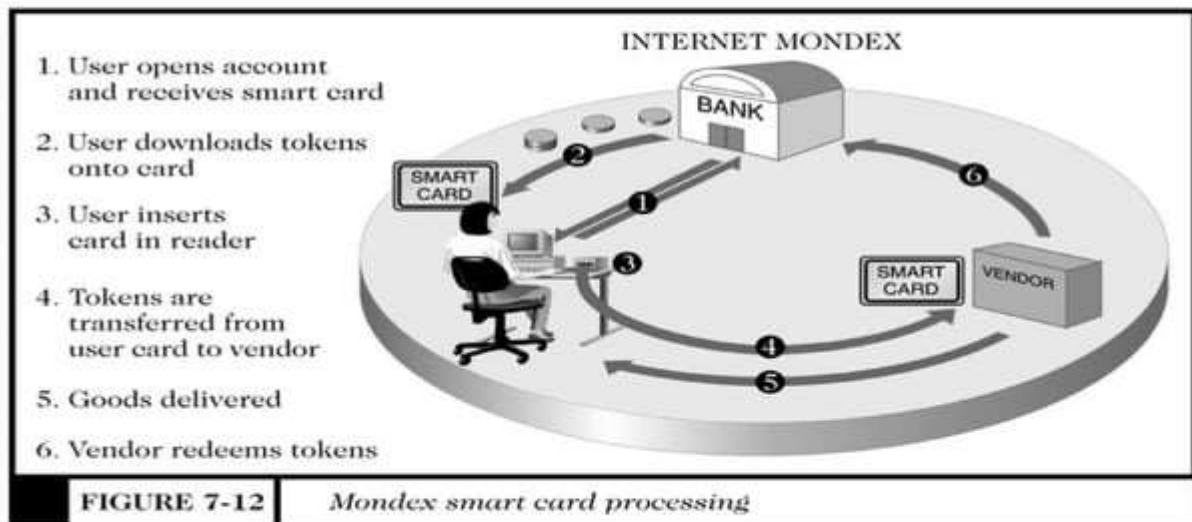 INTERNET MONDEX
1. User opens account
and receives smart card
2. User downloads tokens
onto card
3. User inserts
card in reader
4. Tokens are
transferred from
user card to vendor
5. Goods delivered
6. Vendor redeems tokens
BANK
2
SMART
CARD
1
6
3
SMART
CARD
VENDOR
4
5
FIGURE 7-12
Mondex smart card processing